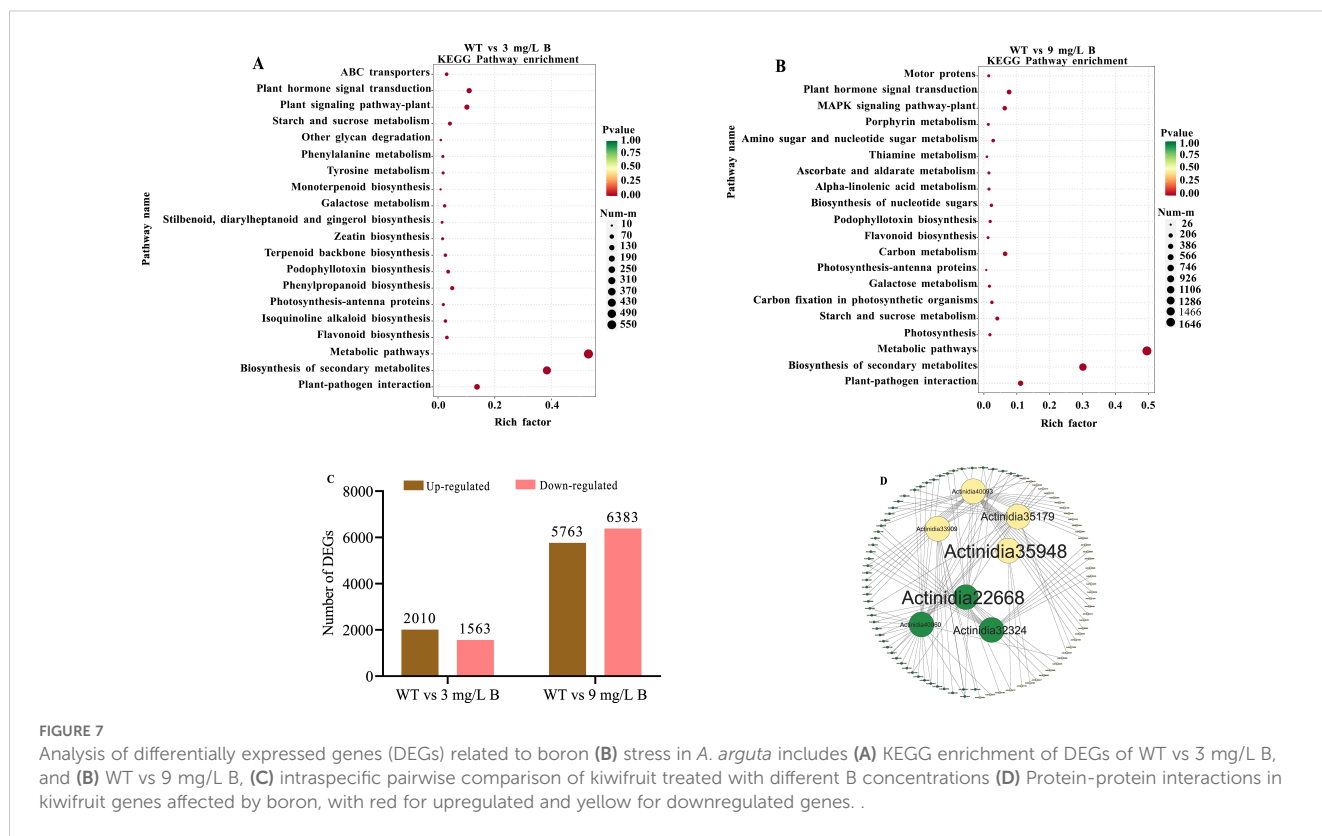 A
WT vs 3 mg/L B
KEGG Pathway enrichment
Pathway name
ABC transporters
Plant hormone signal transduction
Plant signaling pathway-plant
Starch and sucrose metabolism
Other glycan degradation
Phenylalanine metabolism
Tyrosine metabolism
Monoterpenoid biosynthesis
Galactose metabolism
Stilbenoid, diarylheptanoid and gingerol biosynthesis
Zeatin biosynthesis
Terpenoid backbone biosynthesis
Podophyllotoxin biosynthesis
Phenylpropanoid biosynthesis
Photosynthesis-antenna proteins
Isoquinoline alkaloid biosynthesis
Flavonoid biosynthesis
Metabolic pathways
Biosynthesis of secondary metabolites
Plant-pathogen interaction
0.0 0.2 0.4
Rich factor
Pvalue
1.00
0.75
0.50
0.25
0.00
Num-m
10
70
130
190
250
310
370
430
490
550
B
WT vs 9 mg/L B
KEGG Pathway enrichment
Pathway name
Motor protens
Plant hormone signal transduction
MAPK signaling pathway-plant
Porphyrin metabolism
Amino sugar and nucleotide sugar metabolism
Thiamine metabolism
Ascorbate and aldarate metabolism
Alpha-linolenic acid metabolism
Biosynthesis of nucleotide sugars
Podophyllotoxin biosynthesis
Flavonoid biosynthesis
Carbon metabolism
Photosynthesis-antenna proteins
Galactose metabolism
Carbon fixation in photosynthetic organisms
Starch and sucrose metabolism
Photosynthesis
Metabolic pathways
Biosynthesis of secondary metabolites
Plant-pathogen interaction
0.0 0.1 0.2 0.3 0.4 0.5
Rich factor
Pvalue
1.00
0.75
0.50
0.25
0.00
Num-m
26
206
386
566
746
926
1106
1286
1466
1646
C
Up-regulated Down-regulated
Number of DEGs
8000
6000
4000
2000
0
2010
1563
5763
6383
WT vs 3 mg/L B WT vs 9 mg/L B
D
Actinidia40093
Actinidia35179
Actinidia33909
Actinidia35948
Actinidia22668
Actinidia40060
Actinidia32324
FIGURE 7
Analysis of differentially expressed genes (DEGs) related to boron (B) stress in A. arguta includes (A) KEGG enrichment of DEGs of WT vs 3 mg/L B,
and (B) WT vs 9 mg/L B, (C) intraspecific pairwise comparison of kiwifruit treated with different B concentrations (D) Protein-protein interactions in
kiwifruit genes affected by boron, with red for upregulated and yellow for downregulated genes. .